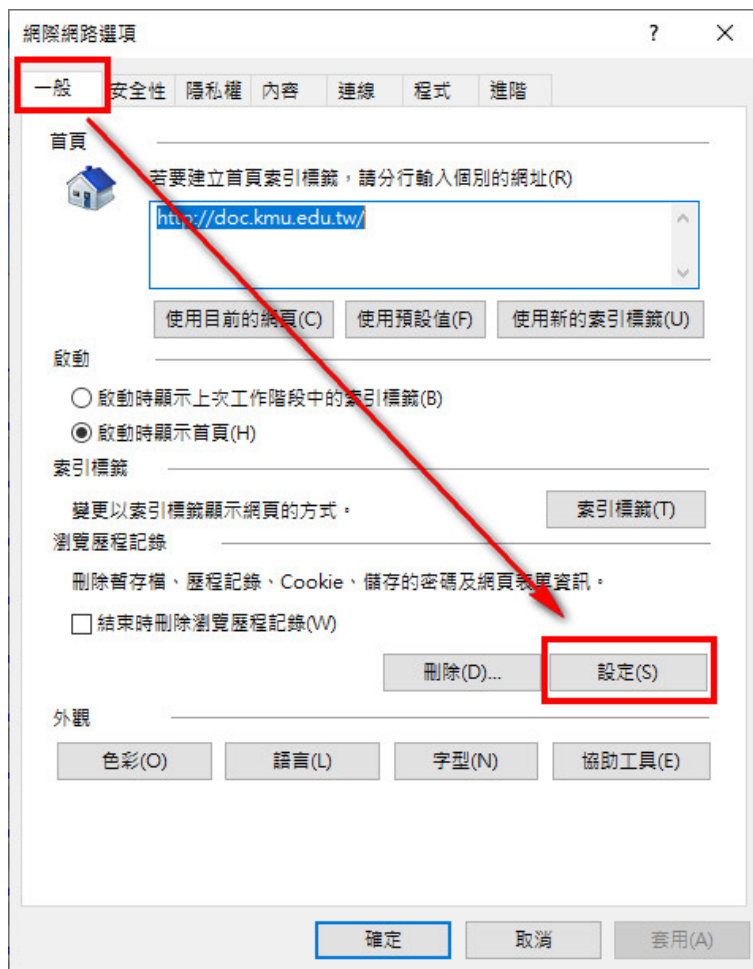 網際網路選項 ?
一般 安全性 隱私權 內容 連線 程式 進階
首頁
若要建立首頁索引標籤，請分行輸入個別的網址(R)
http://doc.kmu.edu.tw/
使用目前的網頁(C) 使用預設值(F) 使用新的索引標籤(U)
啟動
啟動時顯示上次工作階段中的索引標籤(B)
啟動時顯示首頁(H)
索引標籤
變更以索引標籤顯示網頁的方式。 索引標籤(T)
瀏覽歷程記錄
刪除暫存檔、歷程記錄、Cookie、儲存的密碼及網頁表單資訊。
結束時刪除瀏覽歷程記錄(W)
刪除(D)... 設定(S)
外觀
色彩(O) 語言(L) 字型(N) 協助工具(E)
確定 取消 套用(A)